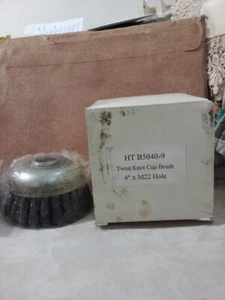 HT B5040-9
Twist Knot Cup Brush
4" x M22 Hole